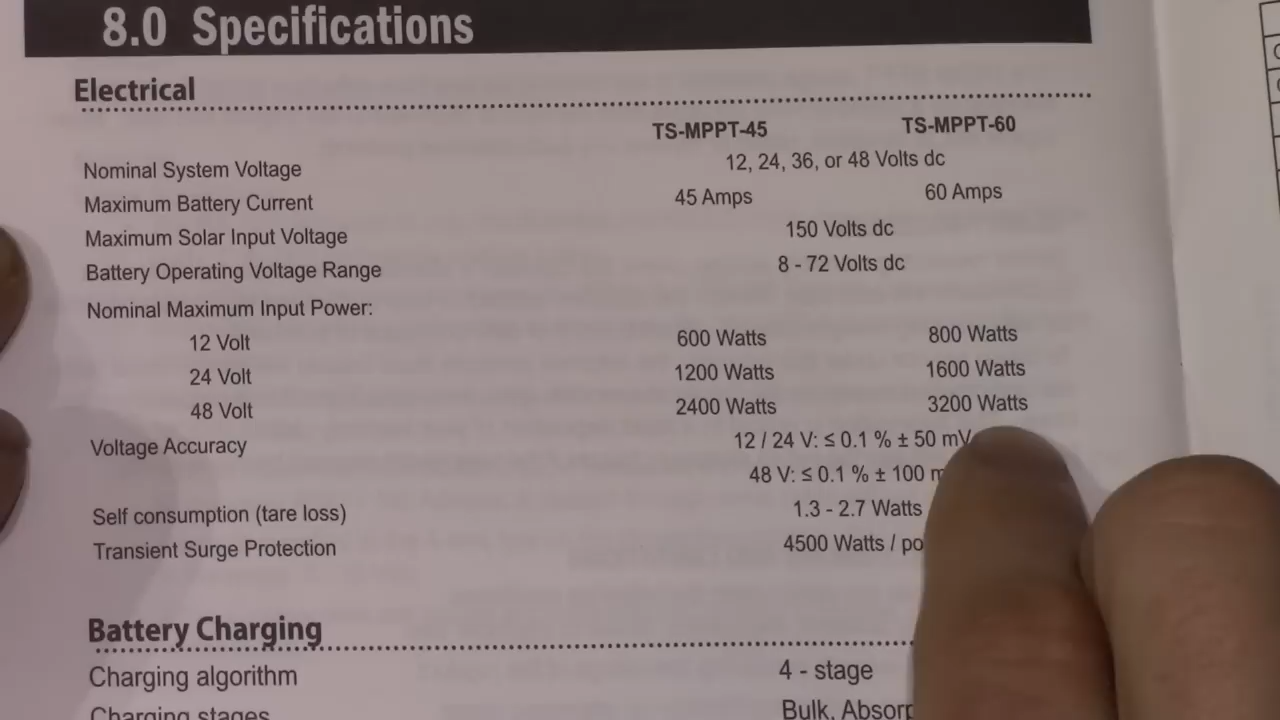 8.0 Specifications
Electrical
TS-MPPT-45 TS-MPPT-60
Nominal System Voltage 12, 24, 36, or 48 Volts dc
Maximum Battery Current 45 Amps 60 Amps
Maximum Solar Input Voltage 150 Volts dc
Battery Operating Voltage Range 8 - 72 Volts dc
Nominal Maximum Input Power:
12 Volt 600 Watts 800 Watts
24 Volt 1200 Watts 1600 Watts
48 Volt 2400 Watts 3200 Watts
Voltage Accuracy 12 / 24 V: ≤ 0.1 % ± 50 mV
48 V: ≤ 0.1 % ± 100
Self consumption (tare loss) 1.3 - 2.7 Watts
Transient Surge Protection 4500 Watts / po
Battery Charging
Charging algorithm 4 - stage
Charging stages Bulk, Absorp